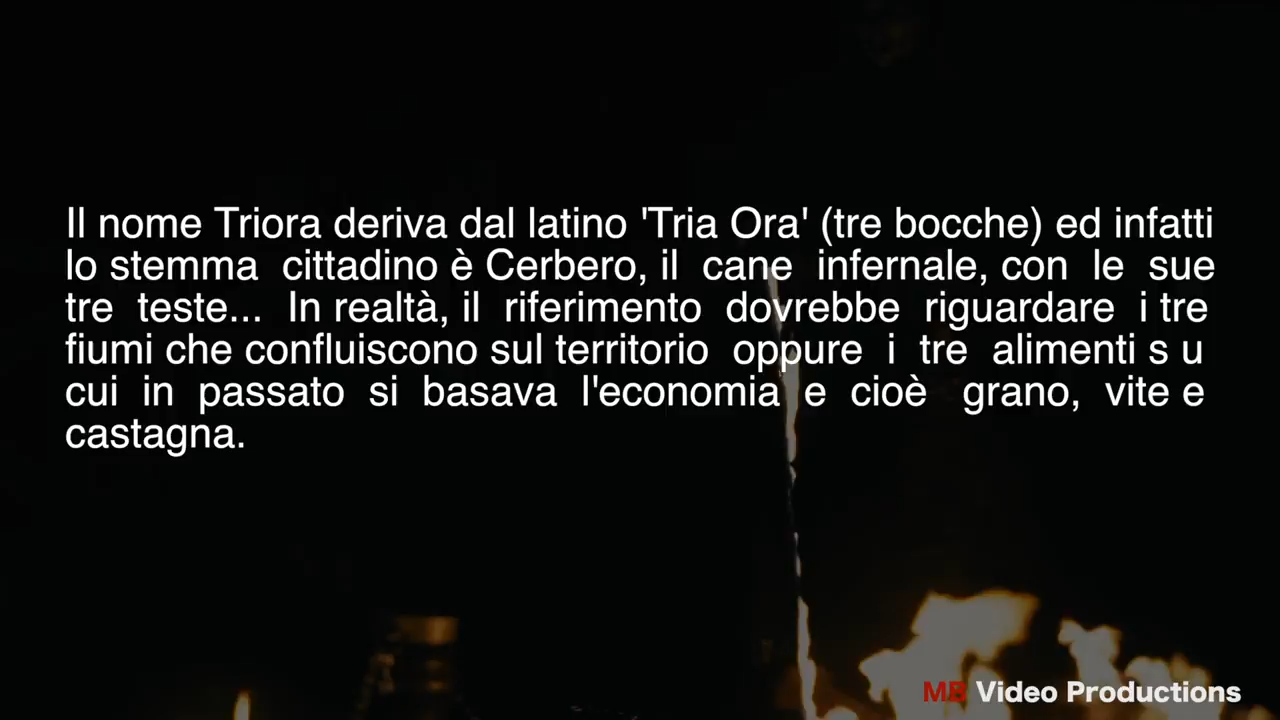 Il nome Triora deriva dal latino 'Tria Ora' (tre bocche) ed infatti
lo stemma cittadino è Cerbero, il cane infernale, con le sue
tre teste... In realtà, il riferimento dovrebbe riguardare i tre
fiumi che confluiscono sul territorio oppure i tre alimenti s u
cui in passato si basava l'economia e cioè grano, vite e
castagna.
MB Video Productions